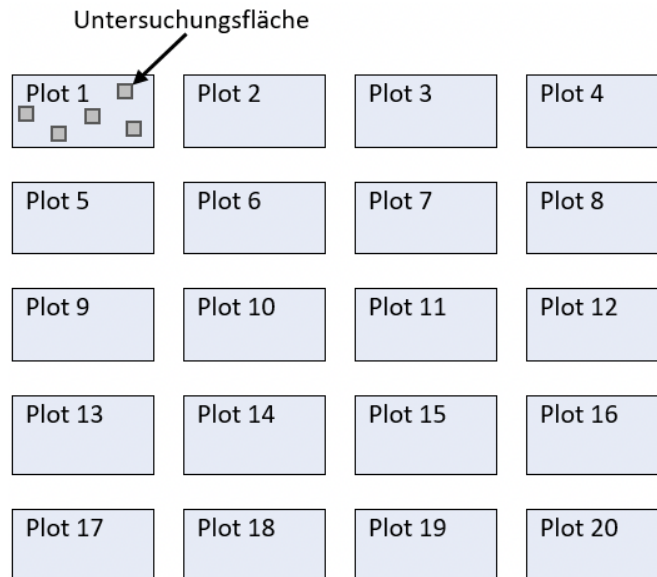 Untersuchungsfläche
Plot 1
Plot 2
Plot 3
Plot 4
Plot 5
Plot 6
Plot 7
Plot 8
Plot 9
Plot 10
Plot 11
Plot 12
Plot 13
Plot 14
Plot 15
Plot 16
Plot 17
Plot 18
Plot 19
Plot 20